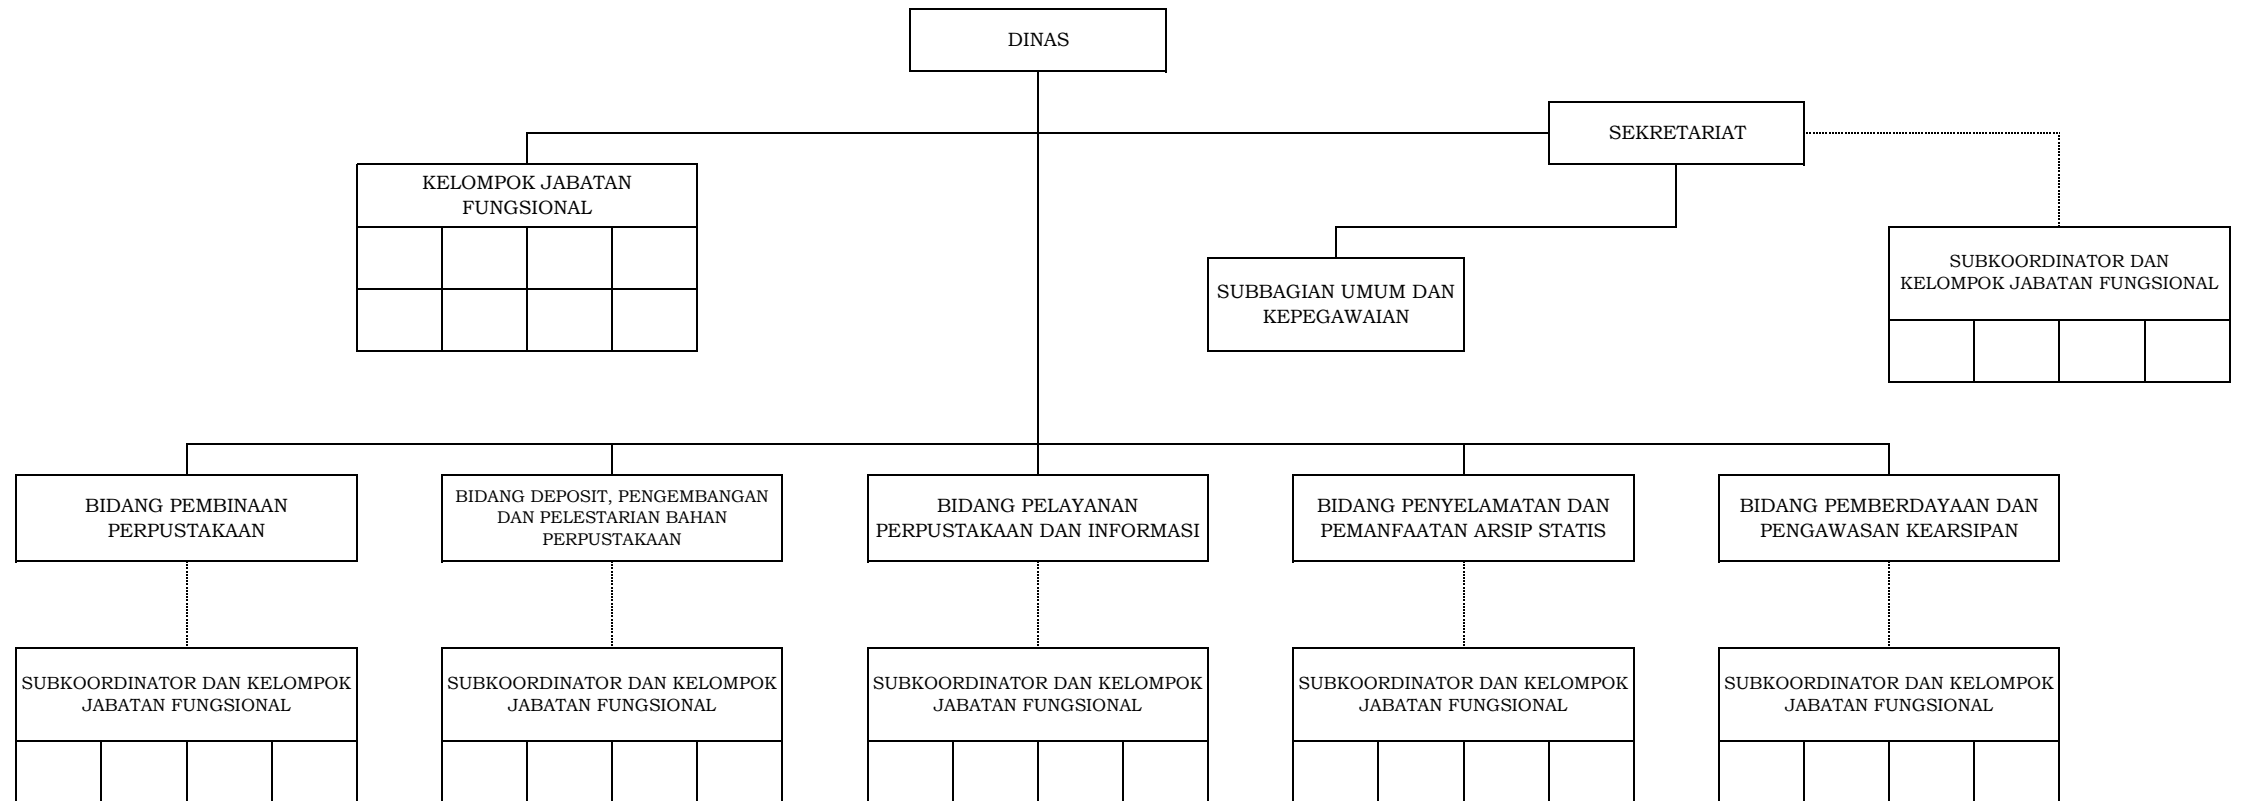 DINAS
SEKRETARIAT
KELOMPOK JABATAN
FUNGSIONAL
SUBBAGIAN UMUM DAN
KEPEGAWAIAN
SUBKOORDINATOR DAN
KELOMPOK JABATAN FUNGSIONAL
BIDANG PEMBINAAN
PERPUSTAKAAN
BIDANG DEPOSIT, PENGEMBANGAN
DAN PELESTARIAN BAHAN
PERPUSTAKAAN
BIDANG PELAYANAN
PERPUSTAKAAN DAN INFORMASI
BIDANG PENYELAMATAN DAN
PEMANFAATAN ARSIP STATIS
BIDANG PEMBERDAYAAN DAN
PENGAWASAN KEARSIPAN
SUBKOORDINATOR DAN KELOMPOK
JABATAN FUNGSIONAL
SUBKOORDINATOR DAN KELOMPOK
JABATAN FUNGSIONAL
SUBKOORDINATOR DAN KELOMPOK
JABATAN FUNGSIONAL
SUBKOORDINATOR DAN KELOMPOK
JABATAN FUNGSIONAL
SUBKOORDINATOR DAN KELOMPOK
JABATAN FUNGSIONAL